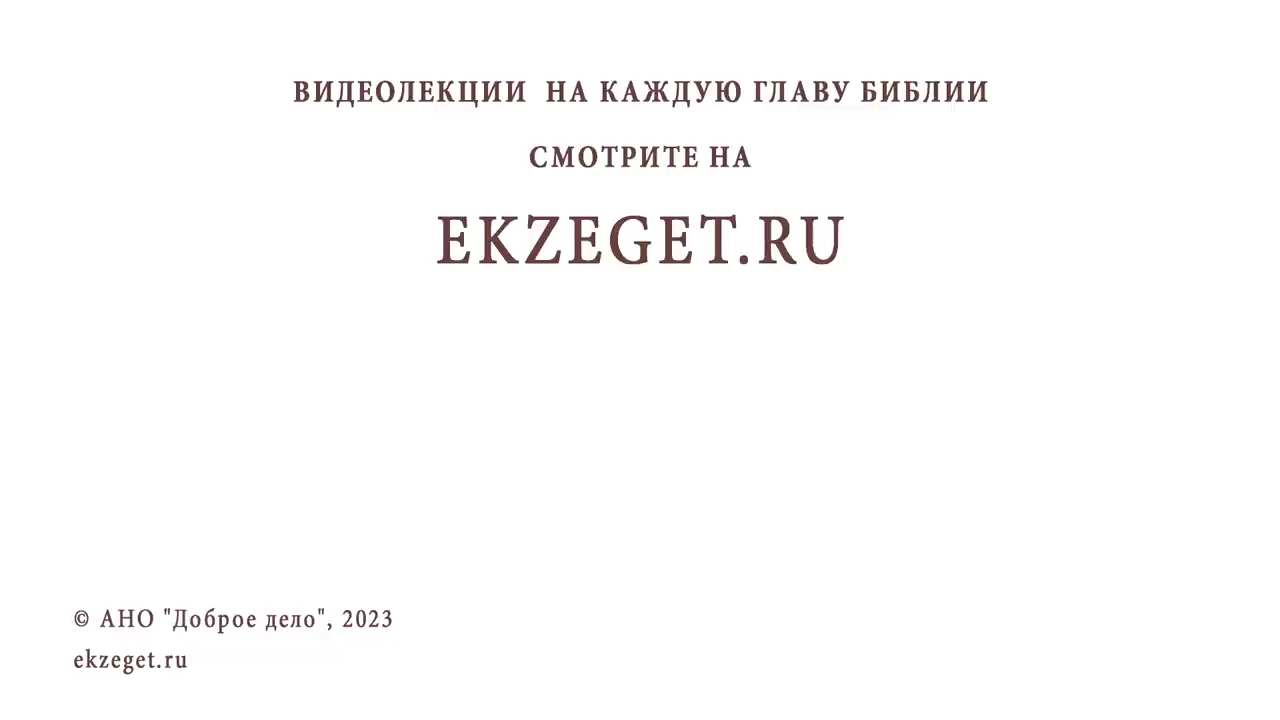 ВИДЕОЛЕКЦИИ НА КАЖДУЮ ГЛАВУ БИБЛИИ
СМОТРИТЕ НА
EKZEGET.RU
© АНО "Доброе дело", 2023
ekzeget.ru